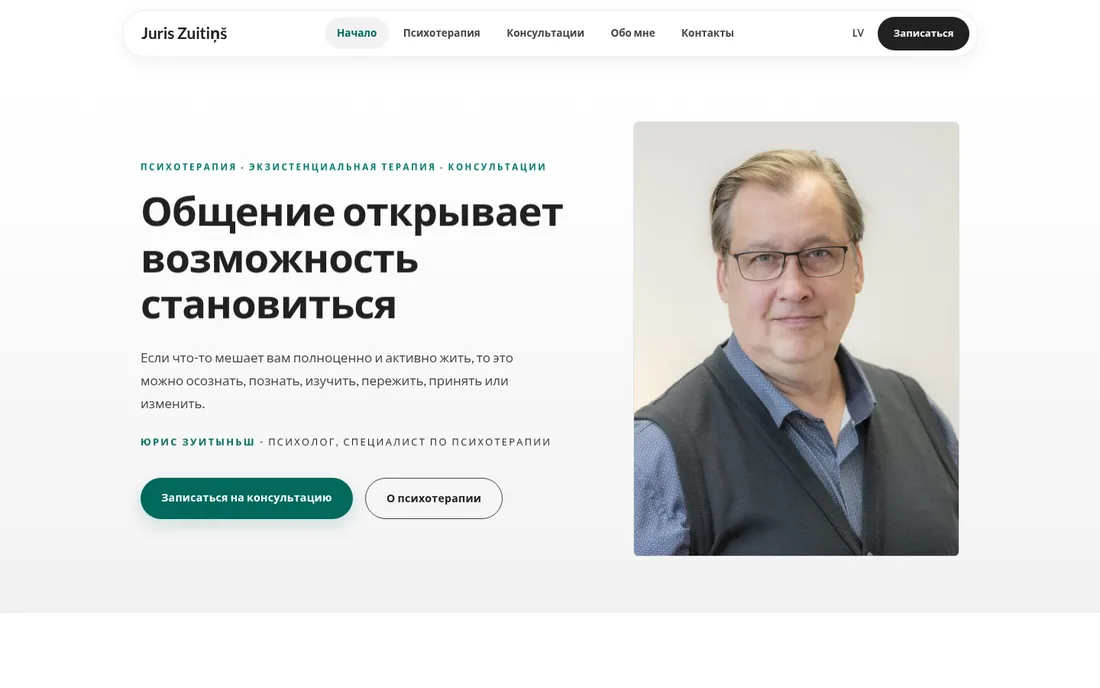 Juris Zuitiņš
Начало
Психотерапия
Консультации
Обо мне
Контакты
LV
Записаться
ПСИХОТЕРАПИЯ · ЭКЗИСТЕНЦИАЛЬНАЯ ТЕРАПИЯ · КОНСУЛЬТАЦИИ
Общение открывает
возможность
становиться
Если что-то мешает вам полноценно и активно жить, то это
можно осознать, познать, изучить, пережить, принять или
изменить.
ЮРИС ЗУИТЫНЬШ - ПСИХОЛОГ, СПЕЦИАЛИСТ ПО ПСИХОТЕРАПИИ
Записаться на консультацию
О психотерапии